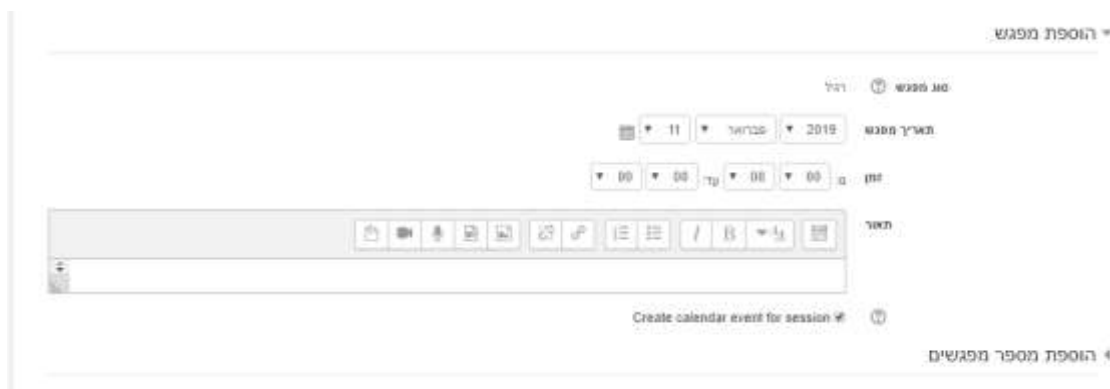 הוספת מפגש
סוג מפגש רגיל
תאריך מפגש 2019 פברואר 11
זמן מ 00 00 עד 00 00
תאור
B I
Create calendar event for session
הוספת מספר מפגשים